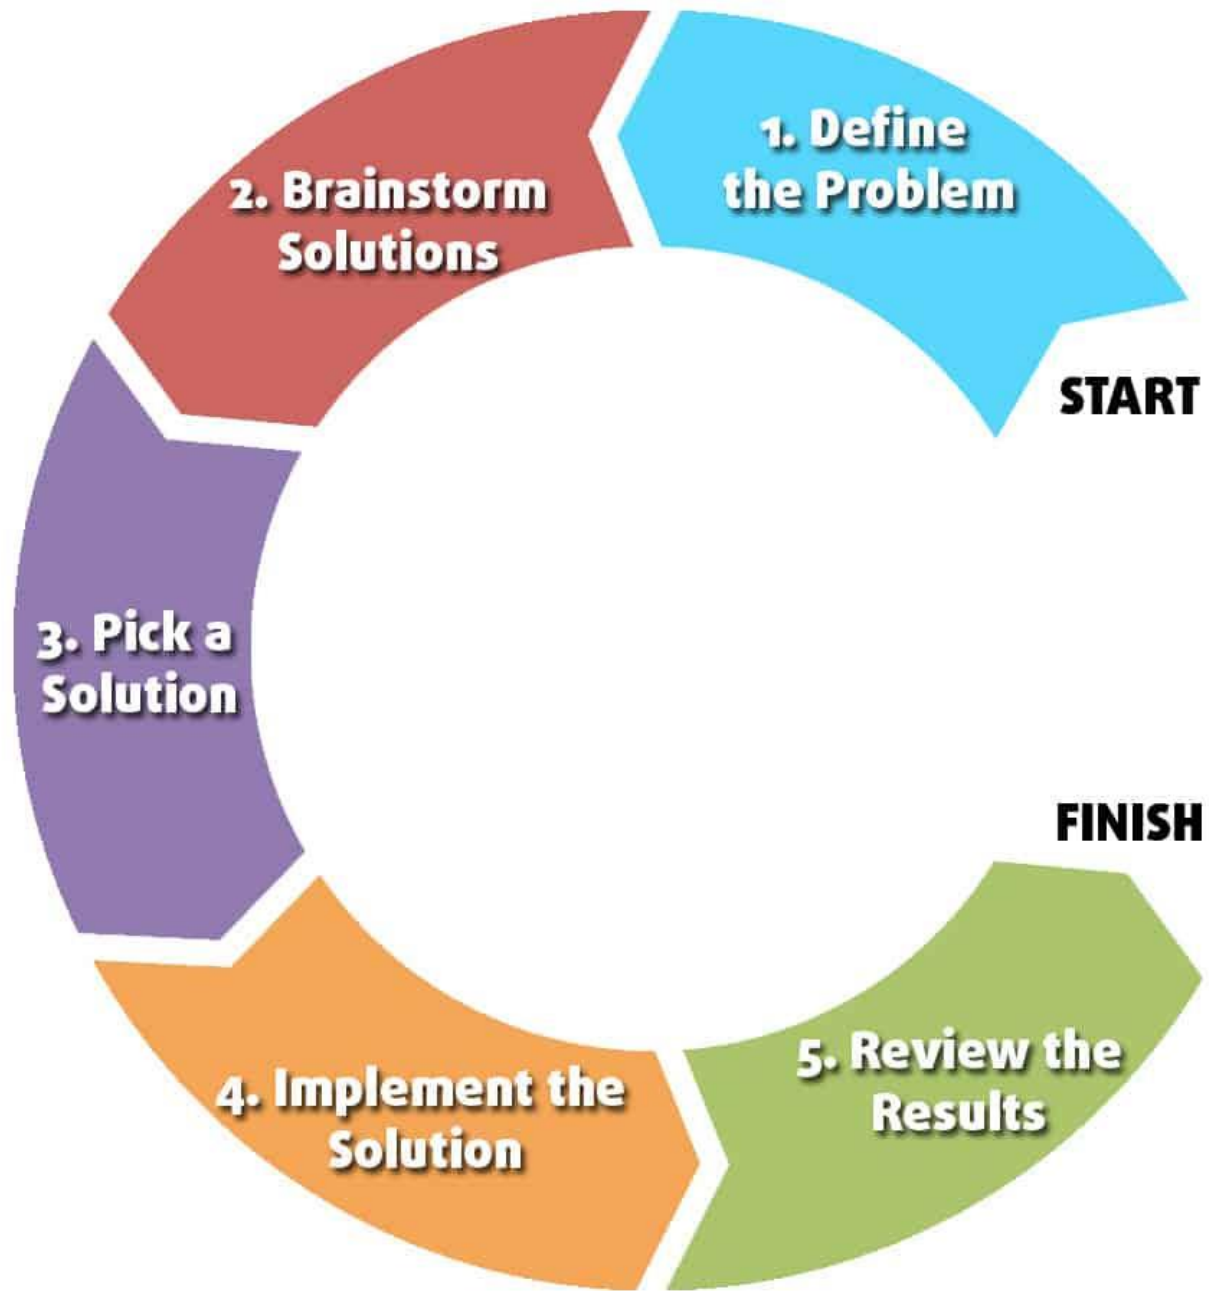 START
1. Define
the Problem
2. Brainstorm
Solutions
3. Pick a
Solution
4. Implement the
Solution
5. Review the
Results
FINISH